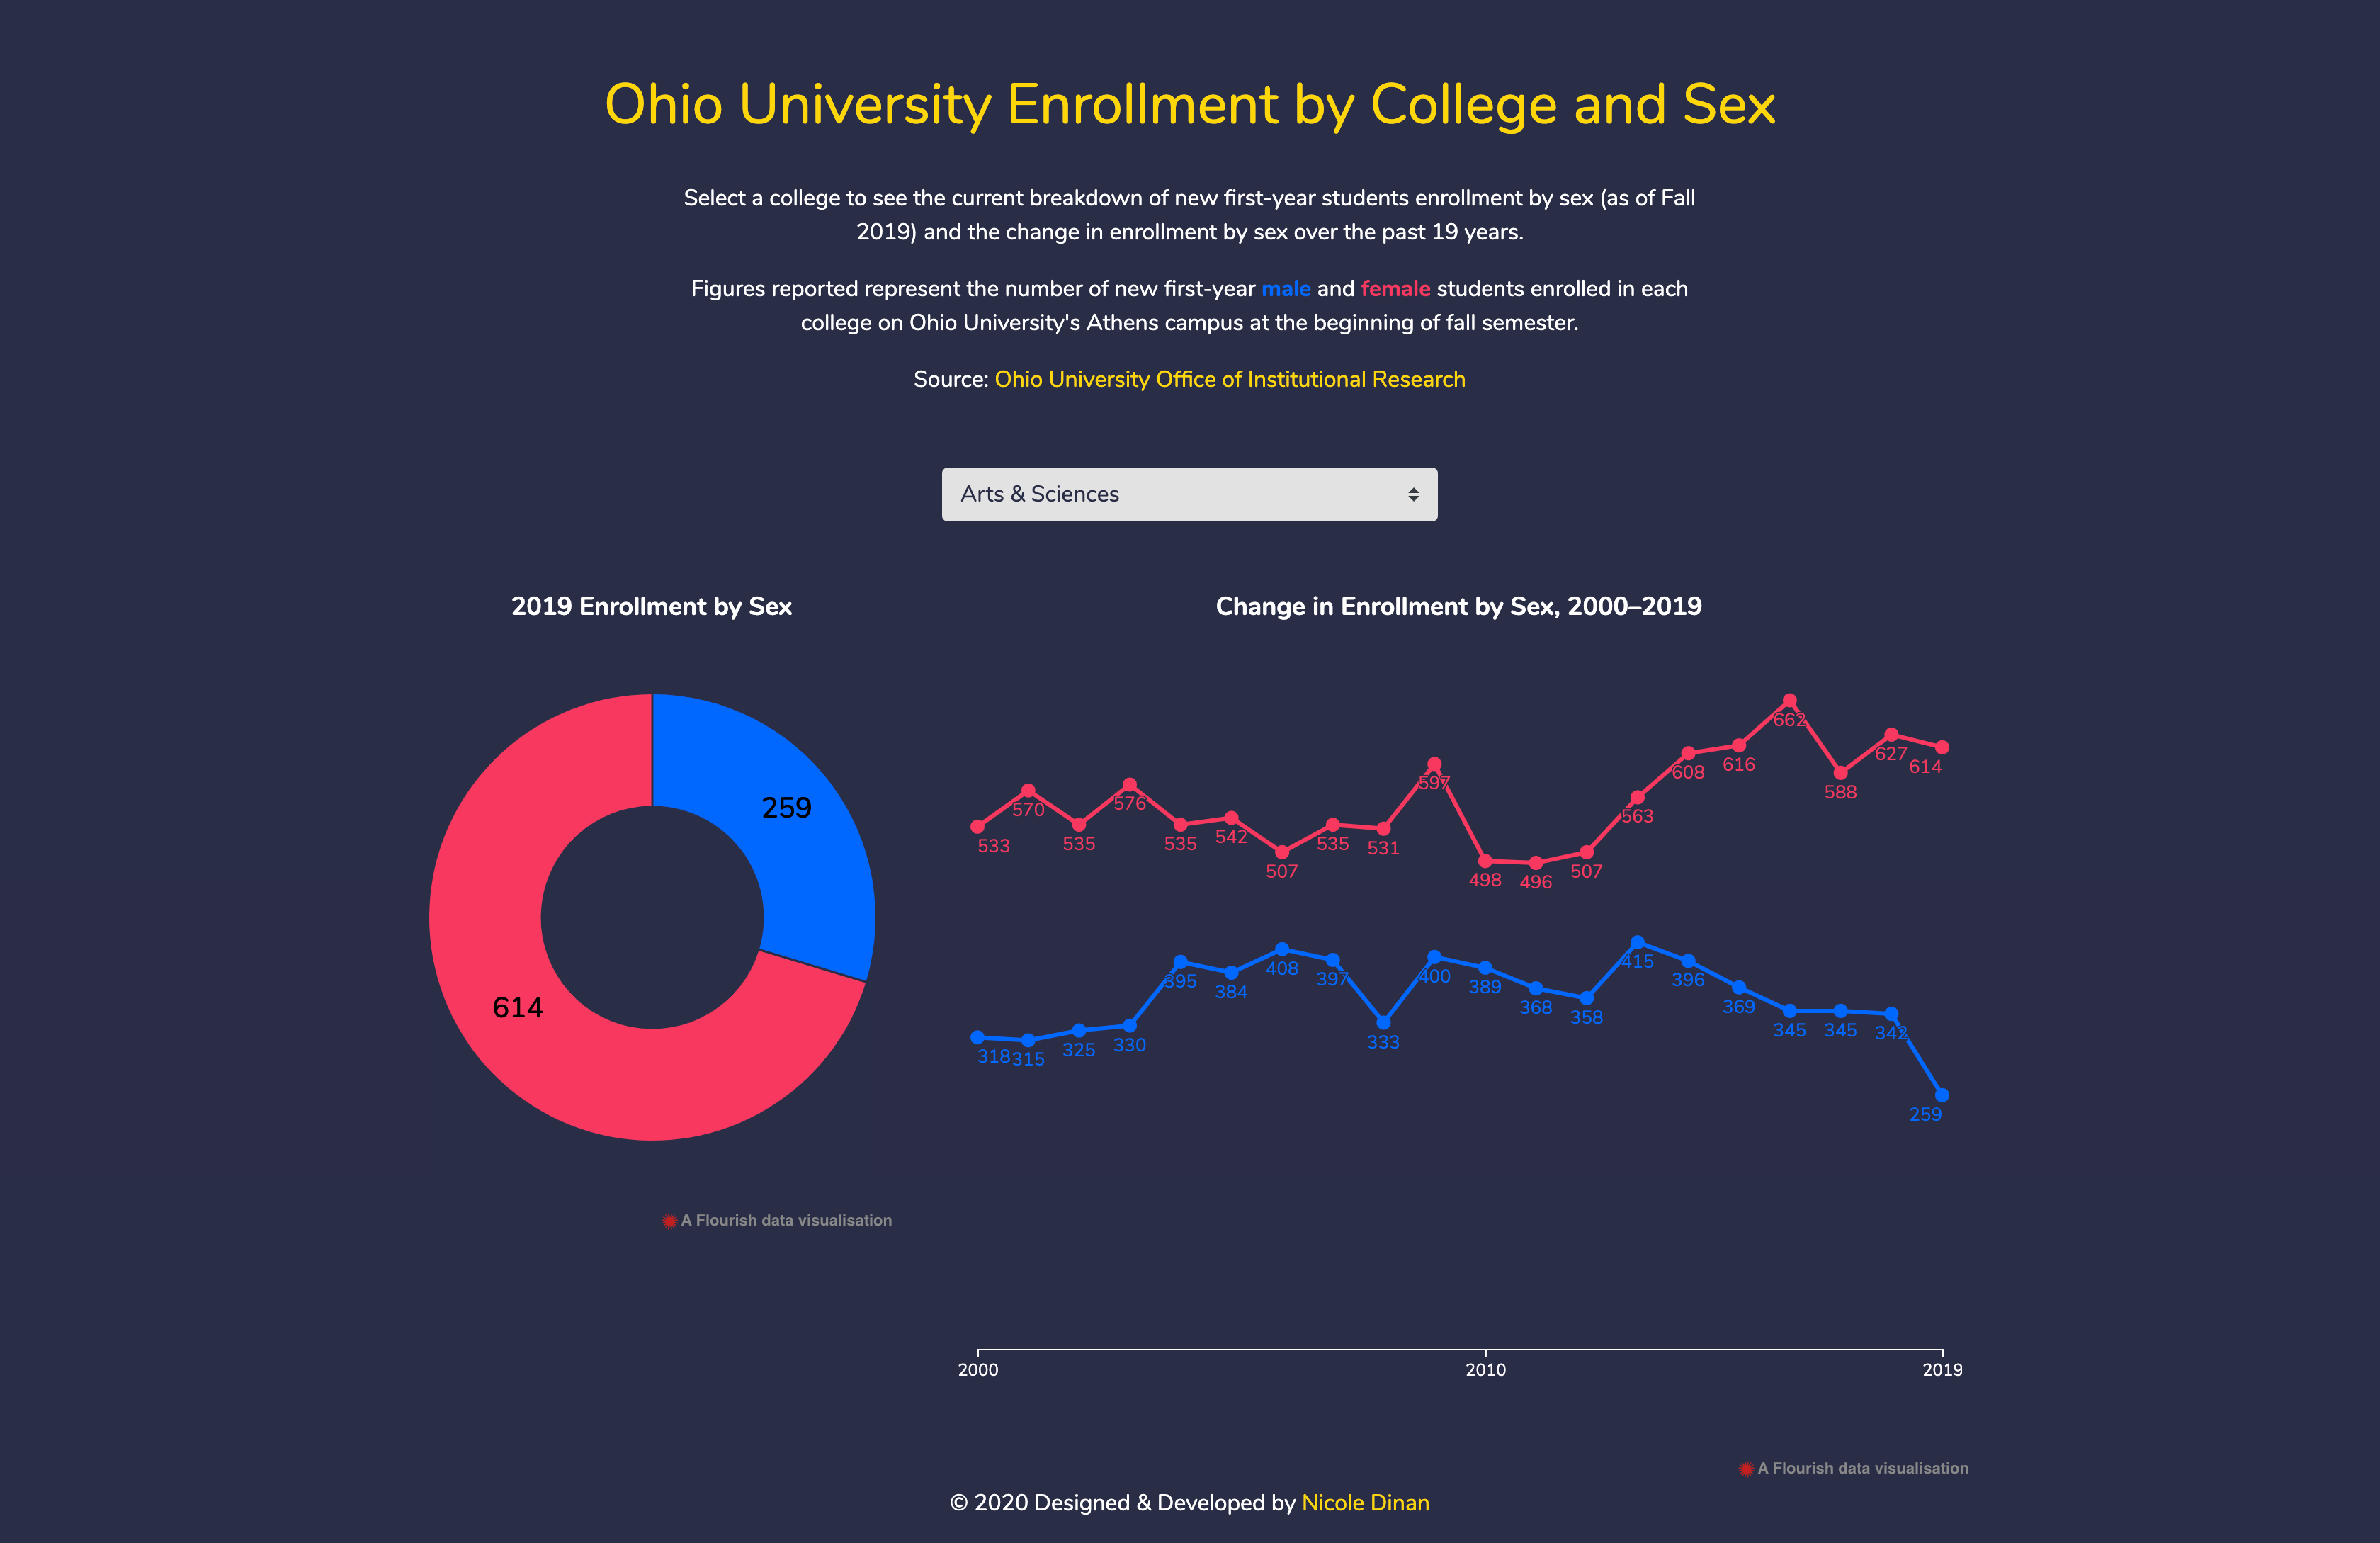 Ohio University Enrollment by College and Sex
Select a college to see the current breakdown of new first-year students enrollment by sex (as of Fall
2019) and the change in enrollment by sex over the past 19 years.
Figures reported represent the number of new first-year male and female students enrolled in each
college on Ohio University's Athens campus at the beginning of fall semester.
Source: Ohio University Office of Institutional Research
Arts & Sciences
2019 Enrollment by Sex
259
614
A Flourish data visualisation
Change in Enrollment by Sex, 2000–2019
533 570 535 576 535 542 507 535 531 597 498 496 507 563 608 616 662 588 627 614
318 315 325 330 395 384 408 397 333 400 389 368 358 415 396 369 345 345 342 259
2000 2010 2019
A Flourish data visualisation
© 2020 Designed & Developed by Nicole Dinan